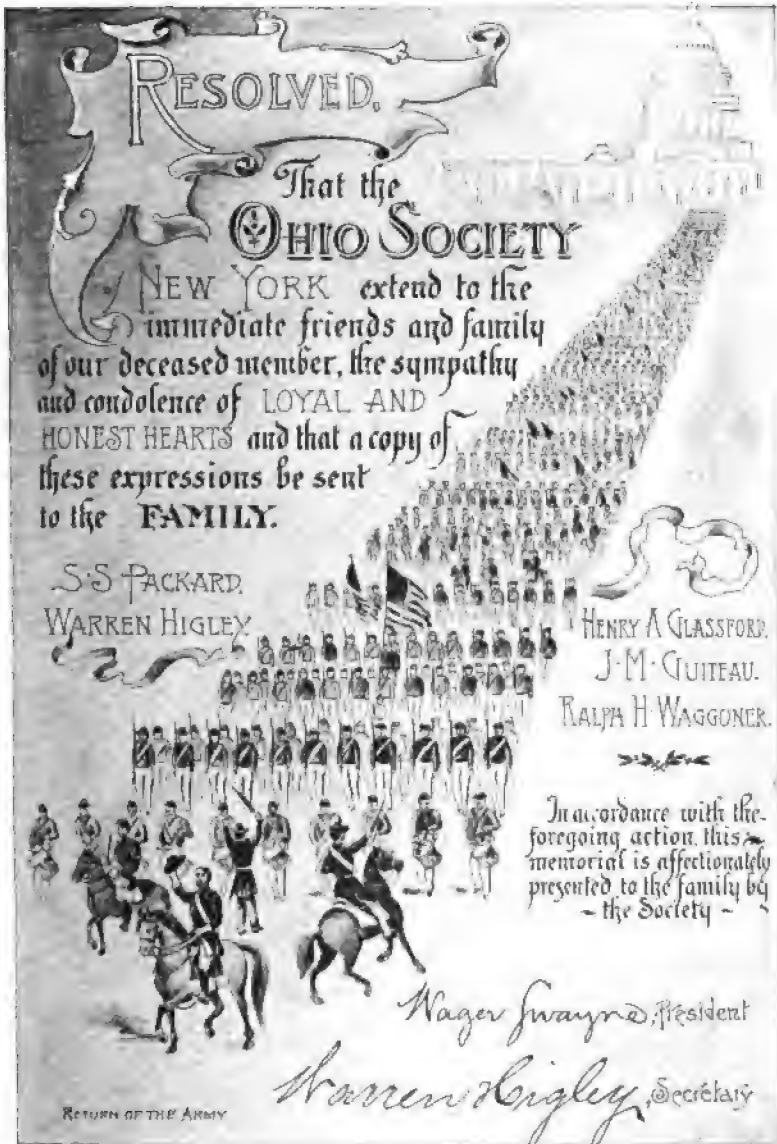 RESOLVED,
That the
OHIO SOCIETY
NEW YORK extend to the
immediate friends and family
of our deceased member, the sympathy
and condolence of LOYAL AND
HONEST HEARTS and that a copy of
these expressions be sent
to the FAMILY.
S·S PACKARD.
WARREN HIGLEY.
HENRY A GLASSFORD.
J·M·GUITEAU.
RALPH H WAGGONER.
In accordance with the
foregoing action, this
memorial is affectionately
presented to the family by
- the Society -
Wager Swayne, President
Warren Higley, Secretary
RETURN OF THE ARMY